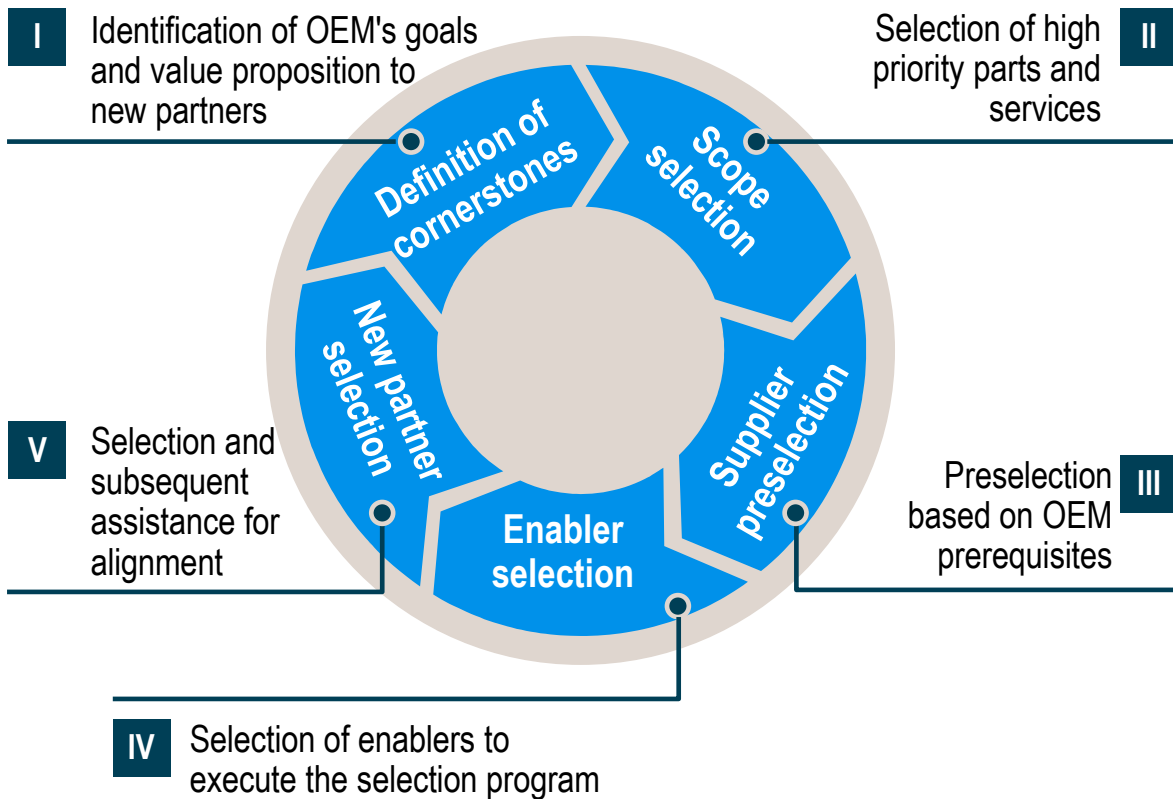 I
Identification of OEM's goals
and value proposition to
new partners
II
Selection of high
priority parts and
services
Definition of
cornerstones
Scope
selection
Supplier
preselection
Enabler
selection
New partner
selection
III
Preselection
based on OEM
prerequisites
IV
Selection of enablers to
execute the selection program
V
Selection and
subsequent
assistance for
alignment